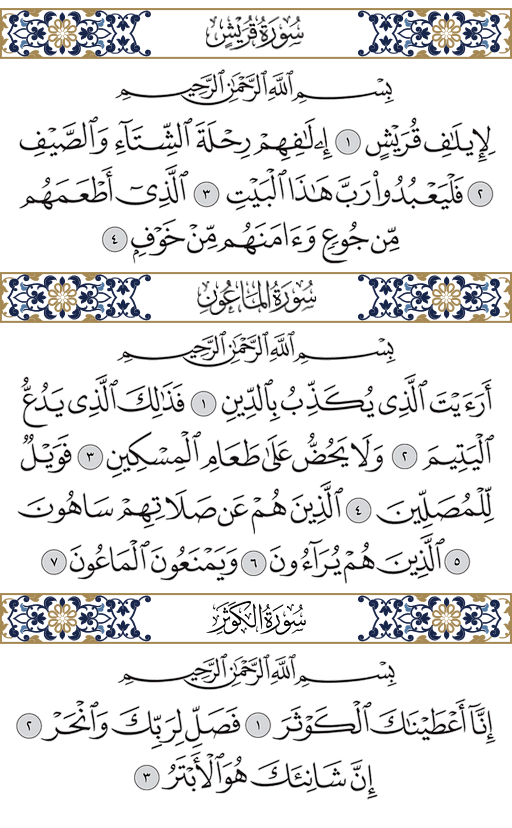 سُورَةُ قُرَيْشٍ
بِسْمِ ٱللَّهِ ٱلرَّحْمَٰنِ ٱلرَّحِيمِ
لِإِيلَٰفِ قُرَيْشٍ ١ إِۦلَٰفِهِمْ رِحْلَةَ ٱلشِّتَآءِ وَٱلصَّيْفِ
٢ فَلْيَعْبُدُوا۟ رَبَّ هَٰذَا ٱلْبَيْتِ ٣ ٱلَّذِىٓ أَطْعَمَهُم
مِّن جُوعٍ وَءَامَنَهُم مِّنْ خَوْفٍۭ ٤
سُورَةُ المَاعُونِ
بِسْمِ ٱللَّهِ ٱلرَّحْمَٰنِ ٱلرَّحِيمِ
أَرَءَيْتَ ٱلَّذِى يُكَذِّبُ بِٱلدِّينِ ١ فَذَٰلِكَ ٱلَّذِى يَدُعُّ
ٱلْيَتِيمَ ٢ وَلَا يَحُضُّ عَلَىٰ طَعَامِ ٱلْمِسْكِينِ ٣ فَوَيْلٌ
لِّلْمُصَلِّينَ ٤ ٱلَّذِينَ هُمْ عَن صَلَاتِهِمْ سَاهُونَ
٥ ٱلَّذِينَ هُمْ يُرَآءُونَ ٦ وَيَمْنَعُونَ ٱلْمَاعُونَ ٧
سُورَةُ الكَوْثَرِ
بِسْمِ ٱللَّهِ ٱلرَّحْمَٰنِ ٱلرَّحِيمِ
إِنَّآ أَعْطَيْنَٰكَ ٱلْكَوْثَرَ ١ فَصَلِّ لِرَبِّكَ وَٱنْحَرْ ٢
إِنَّ شَانِئَكَ هُوَ ٱلْأَبْتَرُ ٣